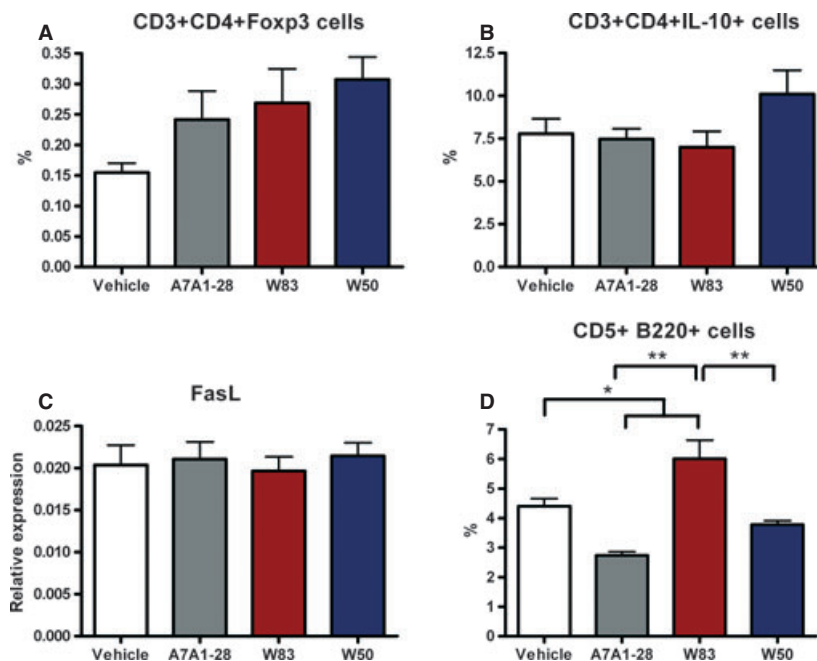 A
CD3+CD4+Foxp3 cells
%
0.35
0.30
0.25
0.20
0.15
0.10
0.05
0.00
Vehicle A7A1-28 W83 W50
B
CD3+CD4+IL-10+ cells
%
12.5
10.0
7.5
5.0
2.5
0.0
Vehicle A7A1-28 W83 W50
C
FasL
Relative expression
0.025
0.020
0.015
0.010
0.005
0.000
Vehicle A7A1-28 W83 W50
CD5+ B220+ cells
** **
*
D
%
7
6
5
4
3
2
1
0
Vehicle A7A1-28 W83 W50